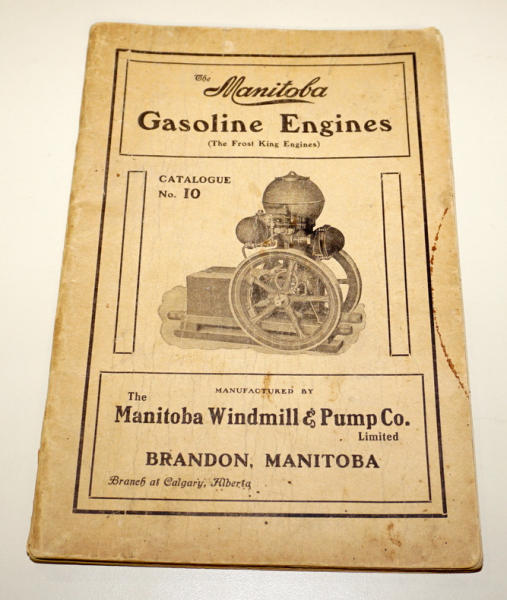 The Manitoba
Gasoline Engines
(The Frost King Engines)
CATALOGUE
No. 10
MANUFACTURED BY
The
Manitoba Windmill & Pump Co.
Limited
BRANDON, MANITOBA
Branch at Calgary, Alberta